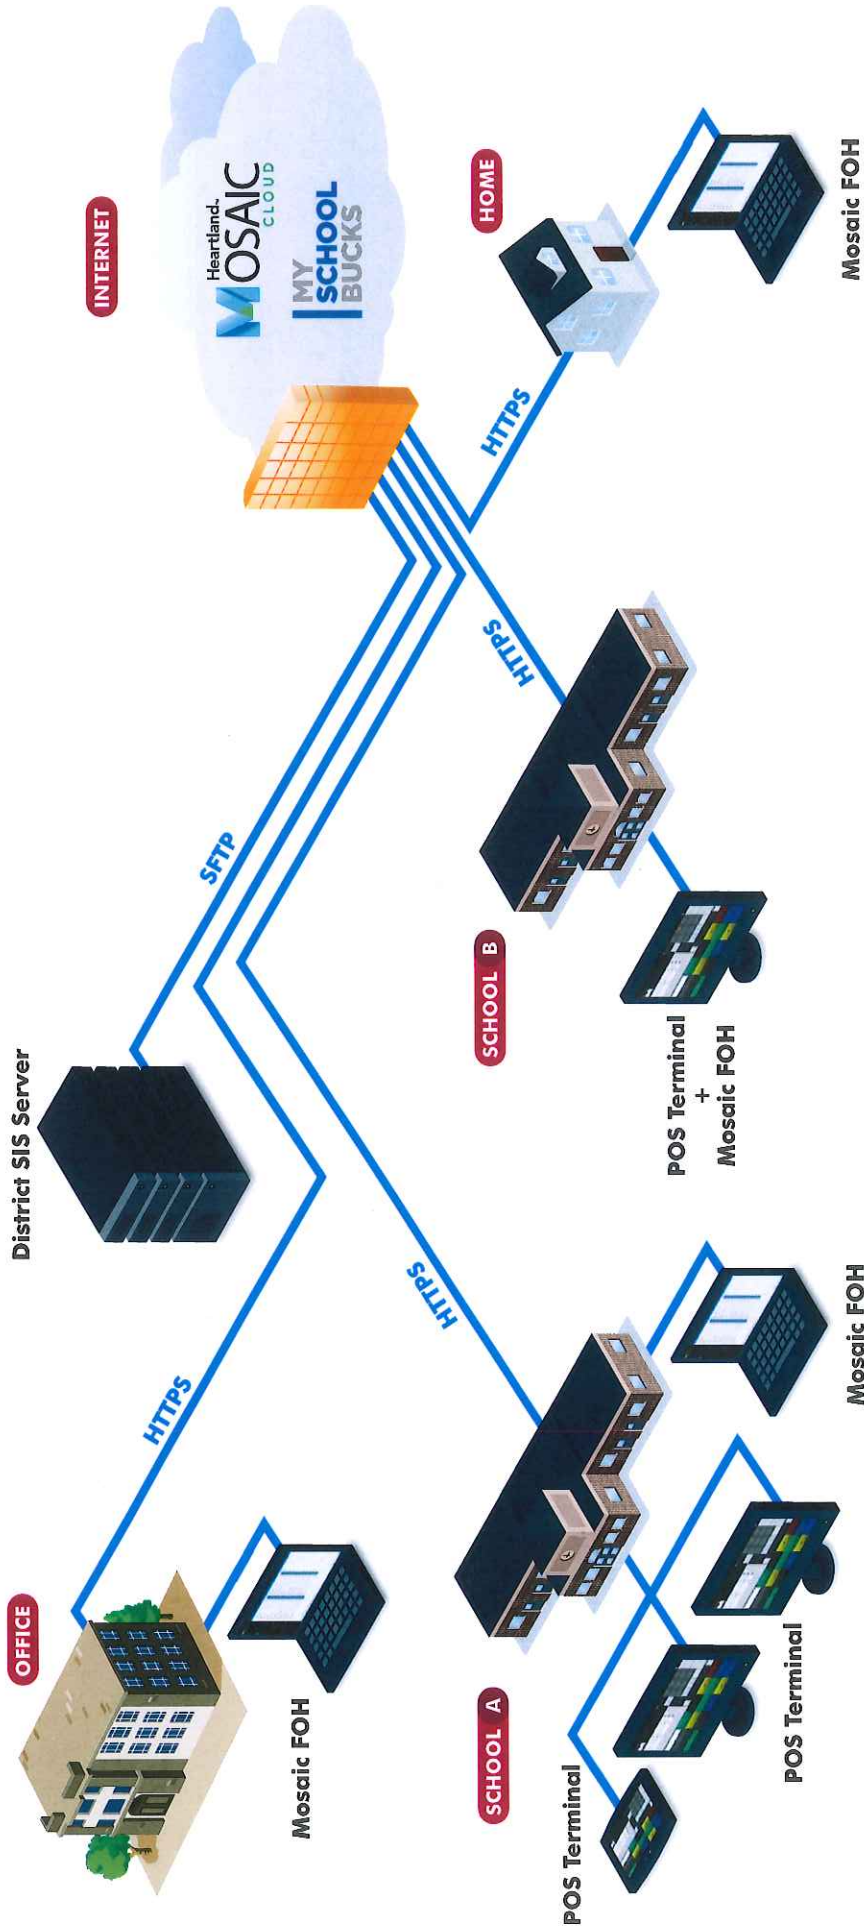 OFFICE
Mosaic FOH
HTTPS
District SIS Server
SFTP
INTERNET
Heartland™
MOSAIC
CLOUD
MY
SCHOOL
BUCKS
SCHOOL A
POS Terminal
POS Terminal
Mosaic FOH
HTTPS
SCHOOL B
POS Terminal
+
Mosaic FOH
HTTPS
HOME
HTTPS
Mosaic FOH